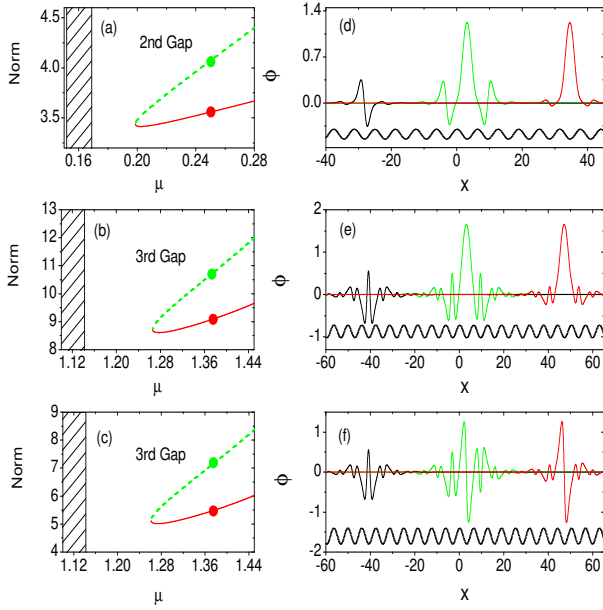 4.5
4.0
3.5
Norm
(a)
2nd Gap
0.16 0.20 0.24 0.28
μ
1.4
0.0
ϕ
(d)
-40 -20 0 20 40
X
13
12
11
10
9
8
Norm
(b)
3rd Gap
1.12 1.20 1.28 1.36 1.44
μ
2
1
0
-1
ϕ
(e)
-60 -40 -20 0 20 40 60
X
9
8
7
6
5
4
Norm
(c)
3rd Gap
1.12 1.20 1.28 1.36 1.44
μ
2
1
0
-1
-2
ϕ
(f)
-60 -40 -20 0 20 40 60
X